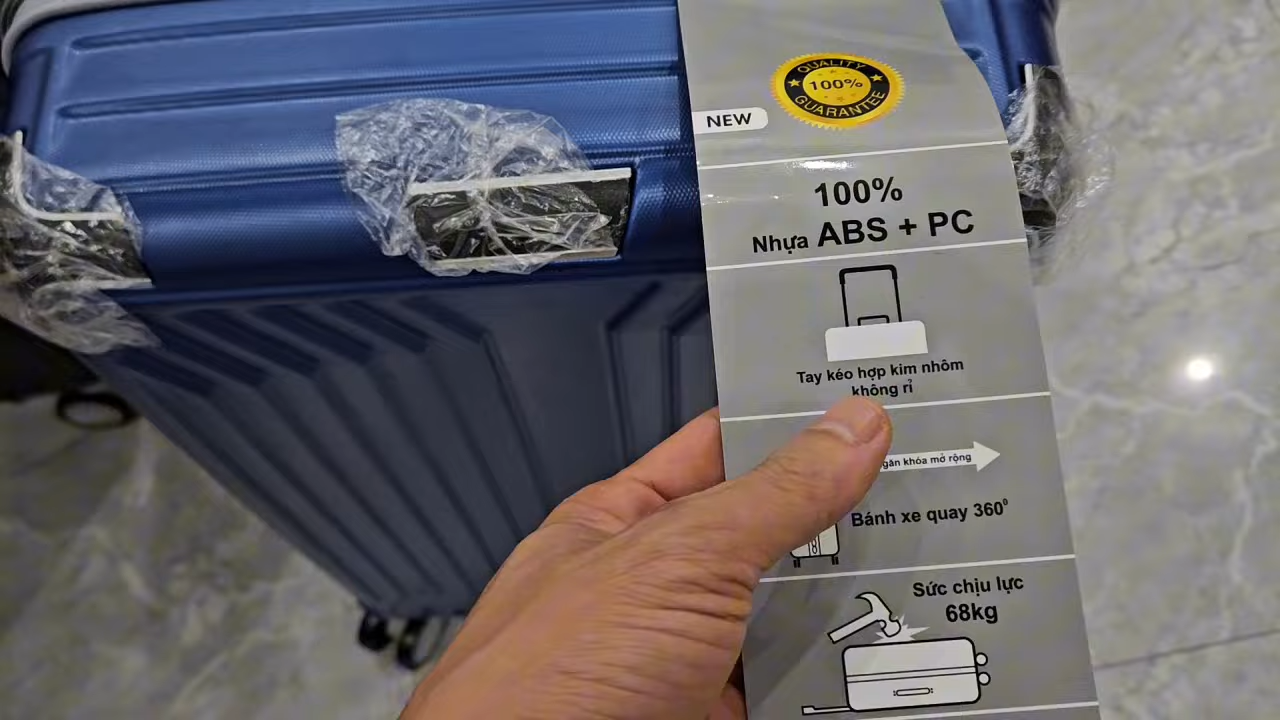 QUALITY
100%
GUARANTEE
NEW
100%
Nhựa ABS + PC
Tay kéo hợp kim nhôm
không rỉ
khóa mở rộng
Bánh xe quay 360⁰
Sức chịu lực
68kg